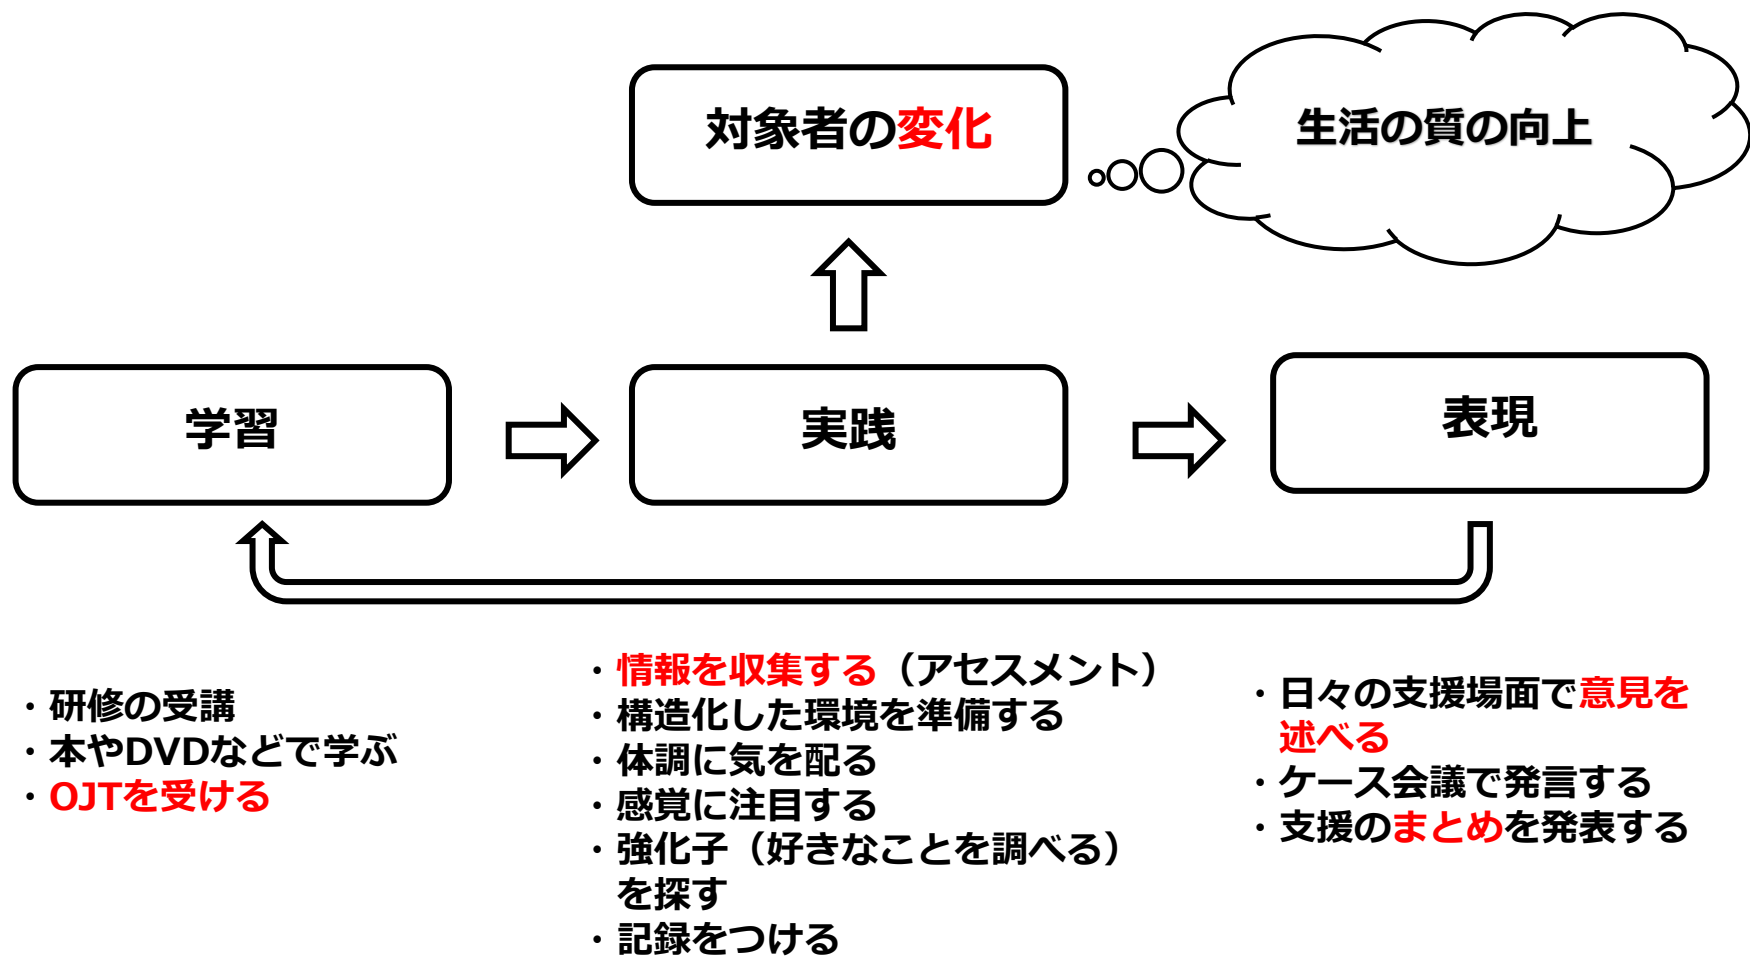 対象者の変化
生活の質の向上
学習
実践
表現
・研修の受講
・本やDVDなどで学ぶ
・OJTを受ける
・情報を収集する（アセスメント）
・構造化した環境を準備する
・体調に気を配る
・感覚に注目する
・強化子（好きなことを調べる）
を探す
・記録をつける
・日々の支援場面で意見を
述べる
・ケース会議で発言する
・支援のまとめを発表する